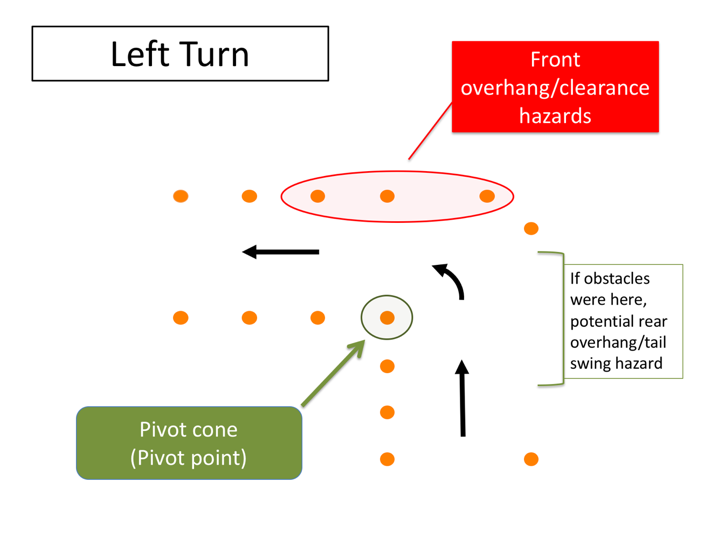 Left Turn
Front
overhang/clearance
hazards
If obstacles
were here,
potential rear
overhang/tail
swing hazard
Pivot cone
(Pivot point)